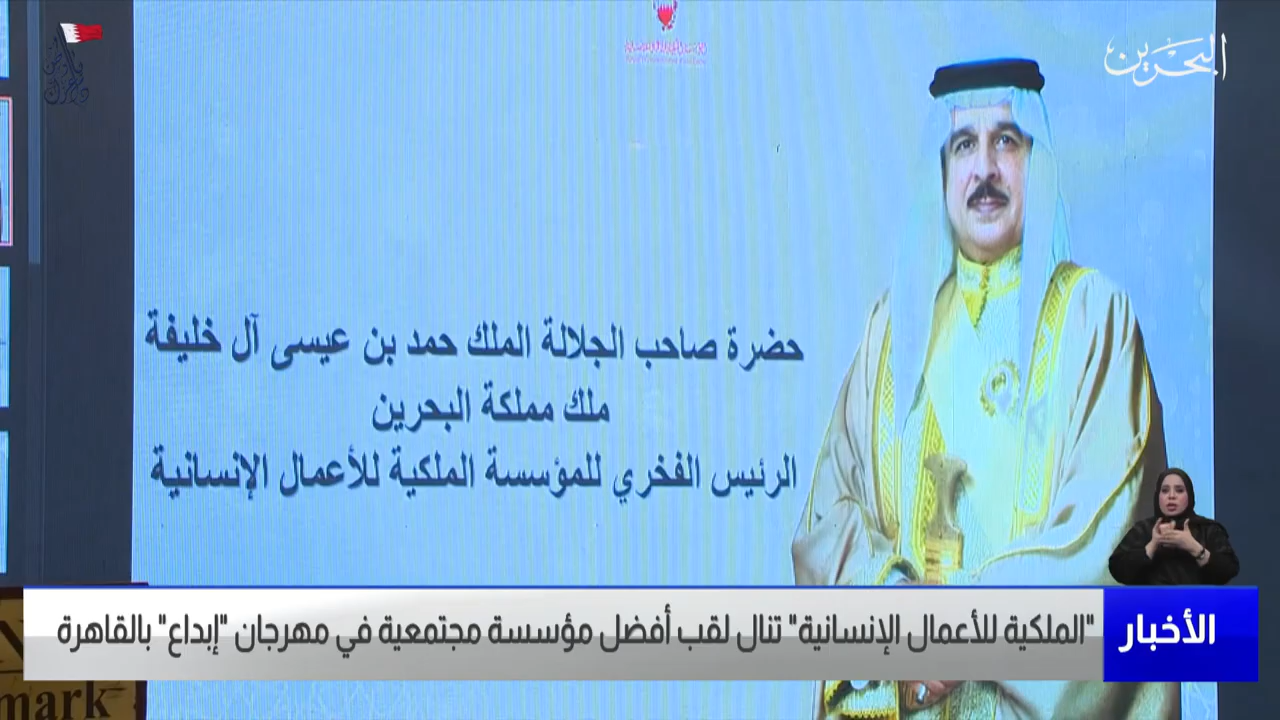 البحرين
حضرة صاحب الجلالة الملك حمد بن عيسى آل خليفة
ملك مملكة البحرين
الرئيس الفخري للمؤسسة الملكية للأعمال الإنسانية
الأخبار
"الملكية للأعمال الإنسانية" تنال لقب أفضل مؤسسة مجتمعية في مهرجان "إبداع" بالقاهرة
mark